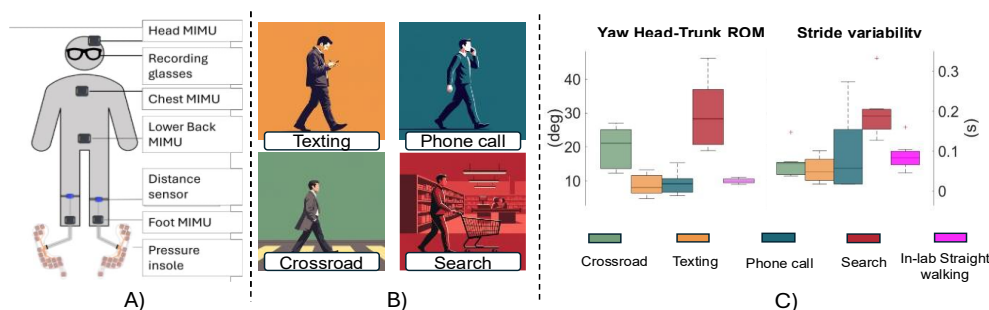 Head MIMU
Recording
glasses
Chest MIMU
Lower Back
MIMU
Distance
sensor
Foot MIMU
Pressure
insole
A)
Texting
Phone call
Crossroad
Search
B)
Yaw Head-Trunk ROM
Stride variability
40
30
20
10
(deg)
0.3
0.2
0.1
0
(s)
Crossroad
Texting
Phone call
Search
In-lab Straight
walking
C)